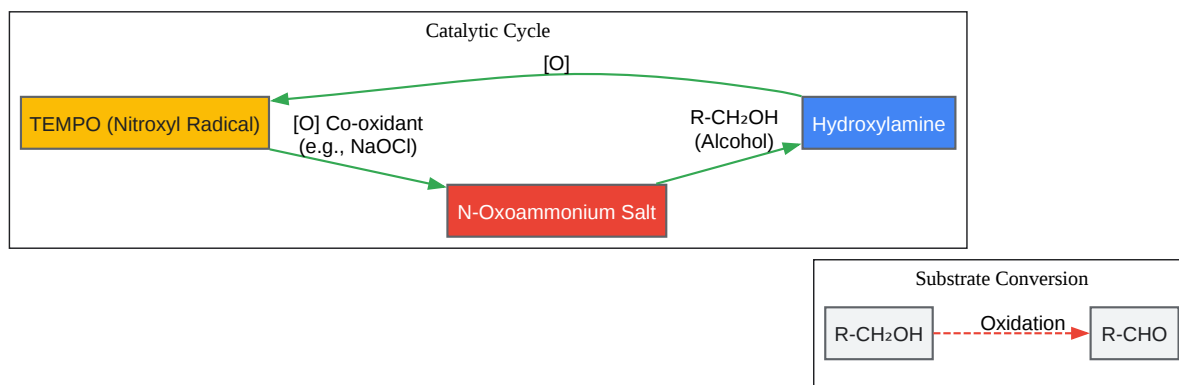 Catalytic Cycle
[O]
TEMPO (Nitroxyl Radical)
[O] Co-oxidant
(e.g., NaOCl)
R-CH₂OH
(Alcohol)
Hydroxylamine
N-Oxoammonium Salt
Substrate Conversion
R-CH₂OH
Oxidation
R-CHO